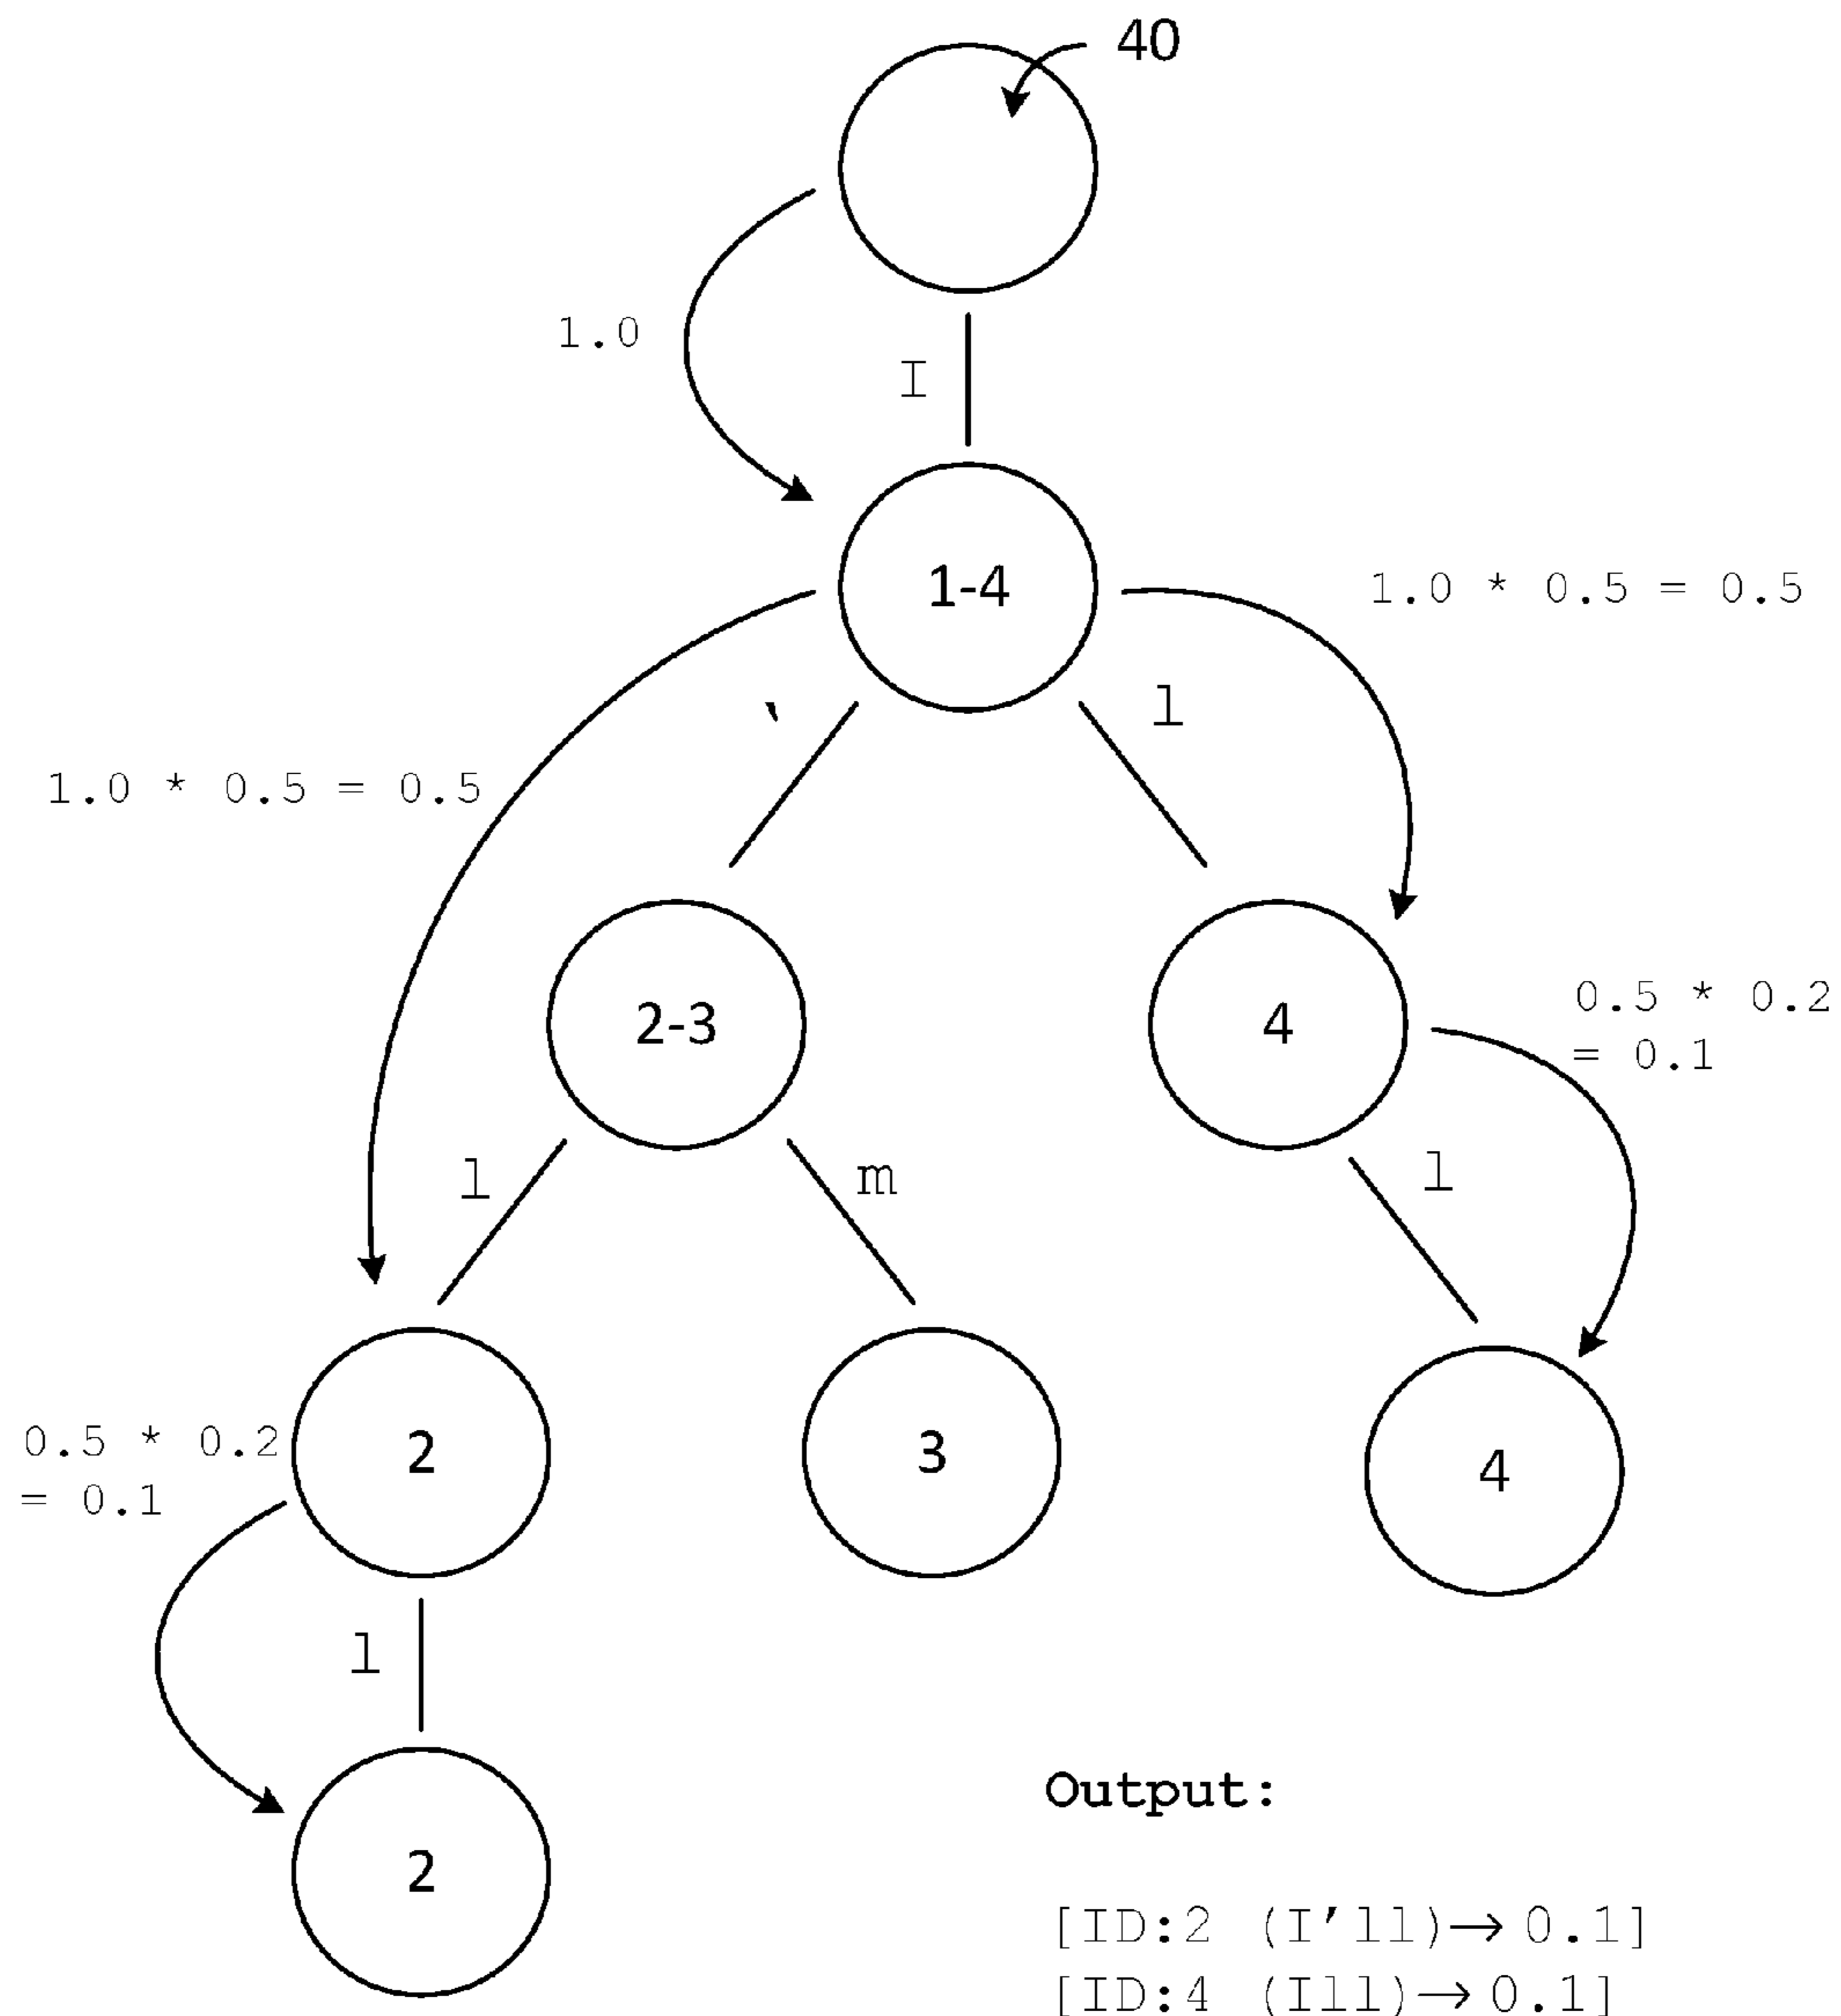 40
1.0
I
1-4
1.0 * 0.5 = 0.5
‘
l
1.0 * 0.5 = 0.5
2-3
4
0.5 * 0.2
= 0.1
l
m
l
2
3
4
0.5 * 0.2
= 0.1
l
2
Output:
[ID:2 (I’ll)→ 0.1]
[ID:4 (Ill)→ 0.1]